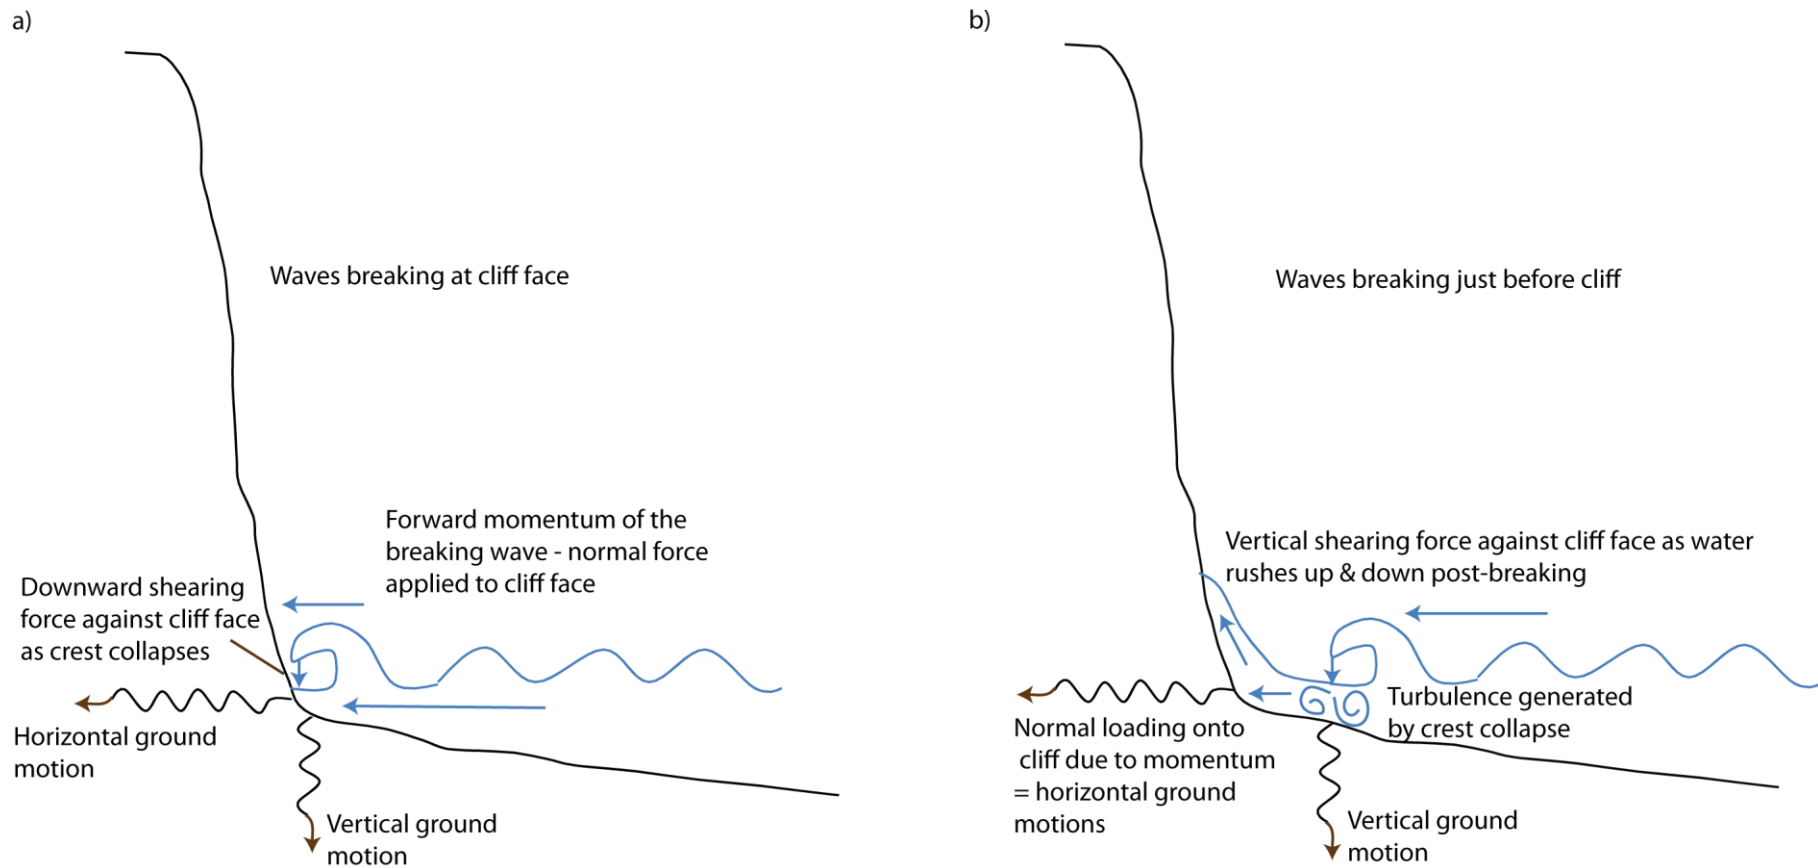 a)
Waves breaking at cliff face
Forward momentum of the
breaking wave - normal force
applied to cliff face
Downward shearing
force against cliff face
as crest collapses
Horizontal ground
motion
Vertical ground
motion
b)
Waves breaking just before cliff
Vertical shearing force against cliff face as water
rushes up & down post-breaking
Turbulence generated
by crest collapse
Normal loading onto
cliff due to momentum
= horizontal ground
motions
Vertical ground
motion